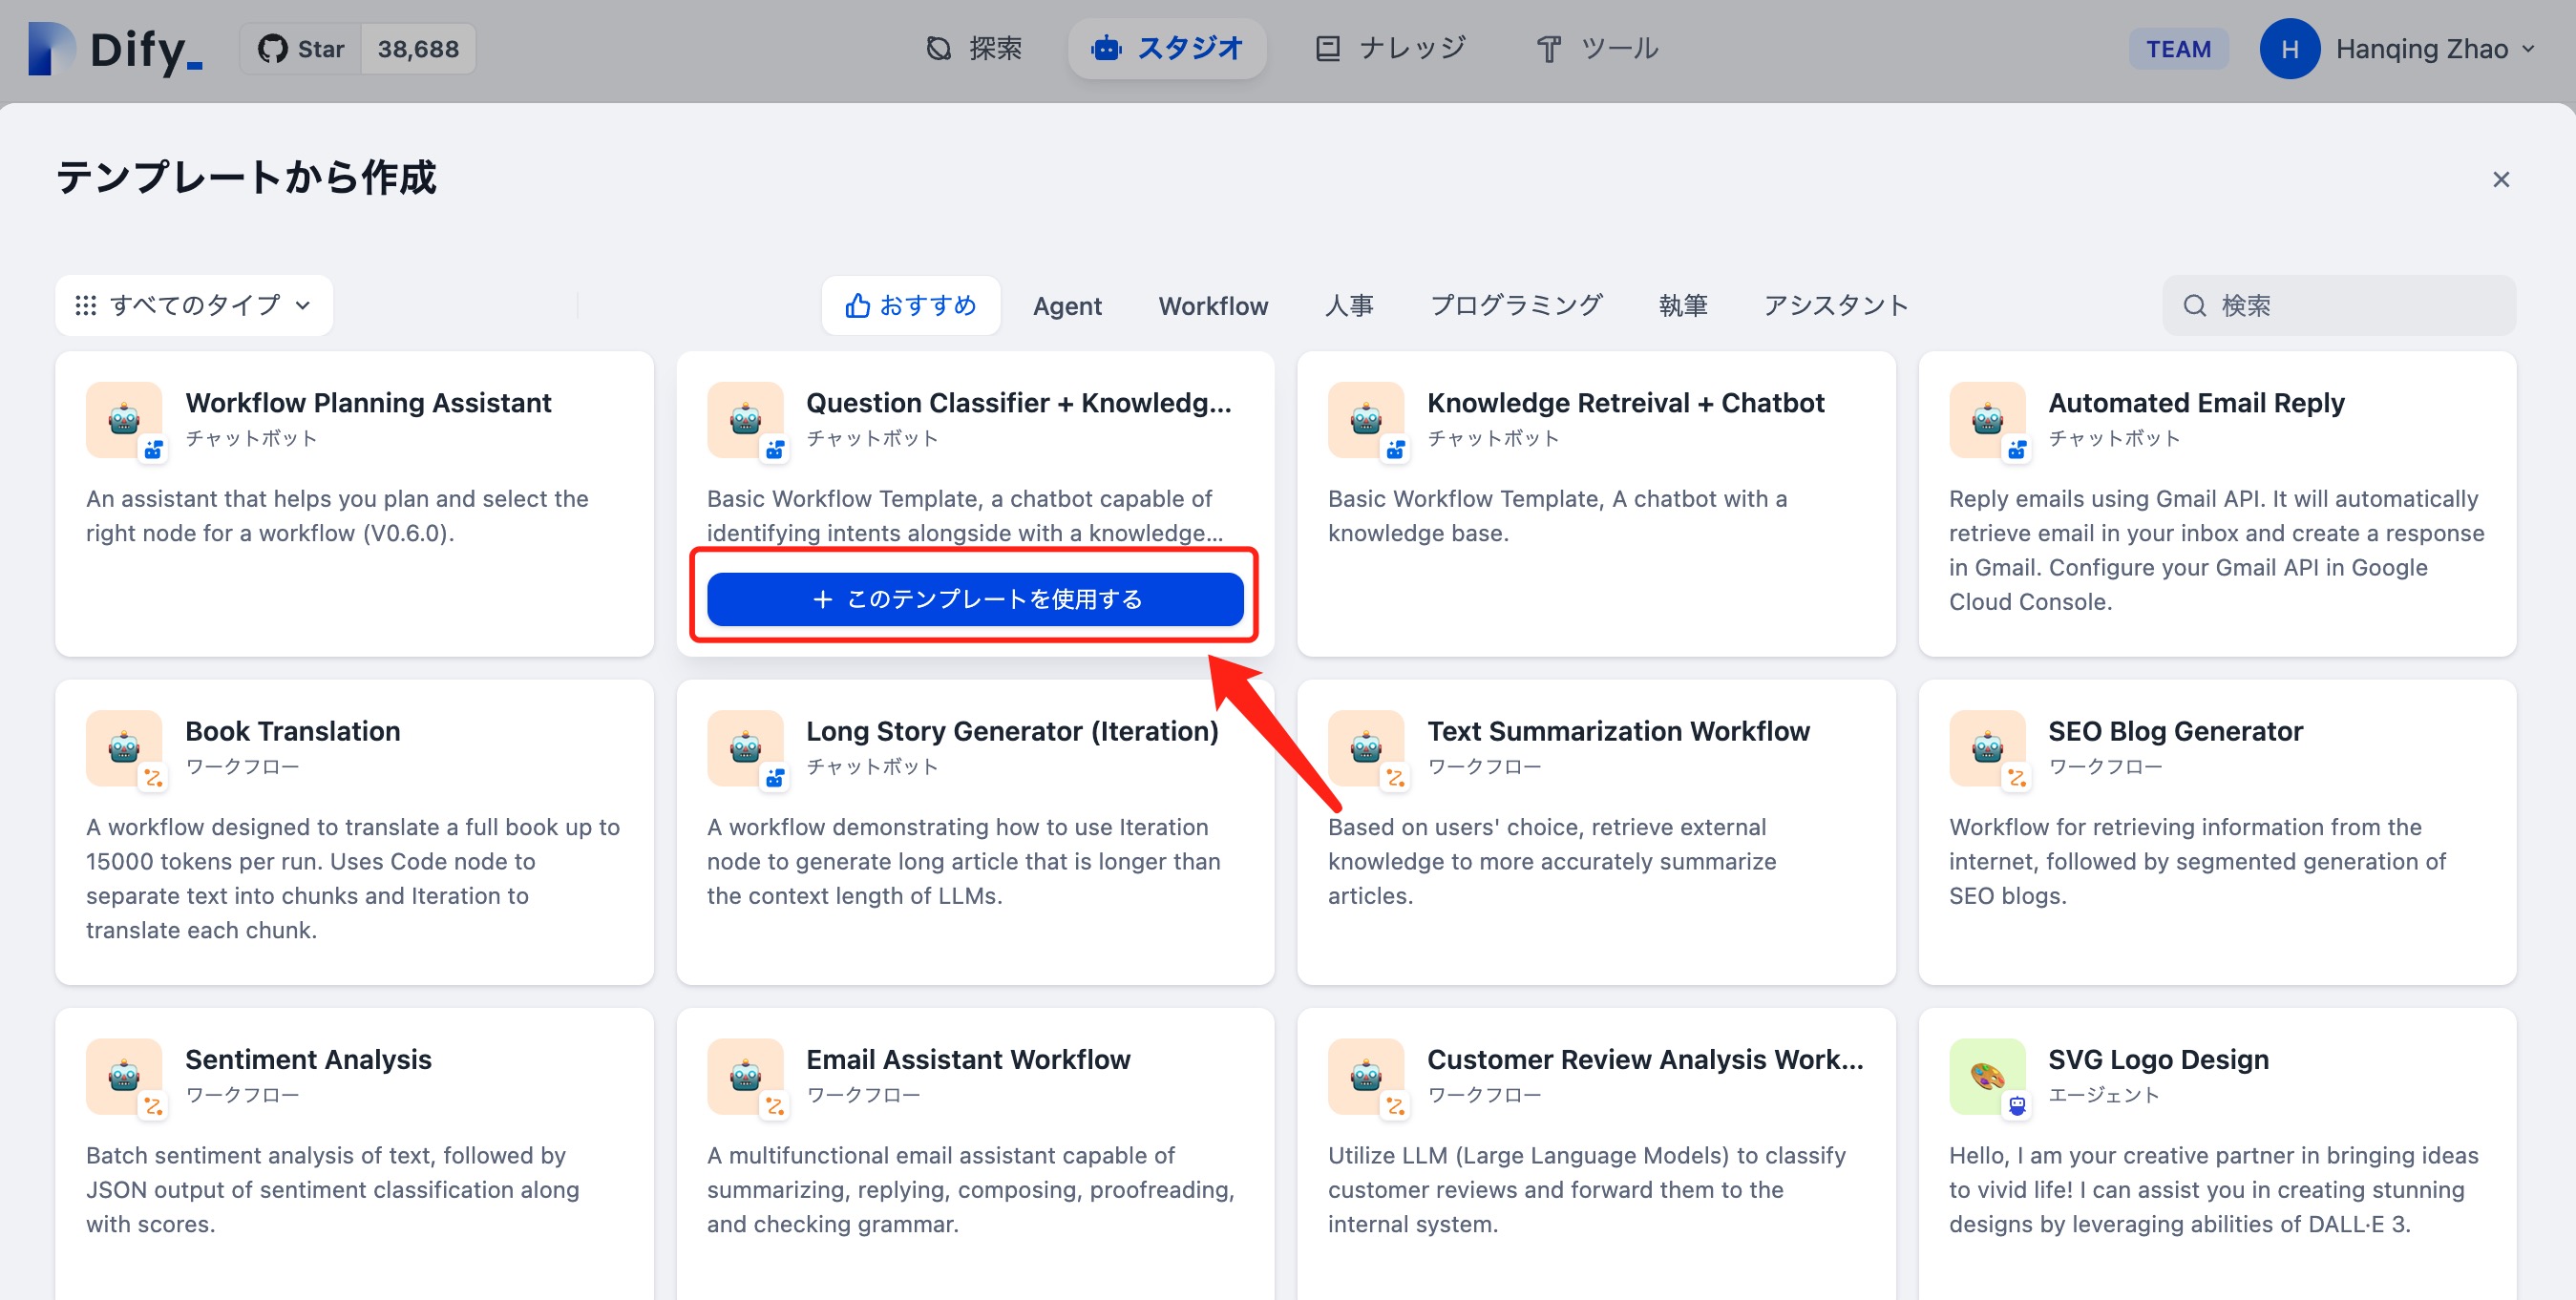 Dify_
Star 38,688
探索
スタジオ
ナレッジ
ツール
TEAM
H
Hanqing Zhao
テンプレートから作成
すべてのタイプ
おすすめ
Agent
Workflow
人事
プログラミング
執筆
アシスタント
検索
Workflow Planning Assistant
チャットボット
An assistant that helps you plan and select the
right node for a workflow (V0.6.0).
Question Classifier + Knowledg...
チャットボット
Basic Workflow Template, a chatbot capable of
identifying intents alongside with a knowledge...
+ このテンプレートを使用する
Knowledge Retreival + Chatbot
チャットボット
Basic Workflow Template, A chatbot with a
knowledge base.
Automated Email Reply
チャットボット
Reply emails using Gmail API. It will automatically
retrieve email in your inbox and create a response
in Gmail. Configure your Gmail API in Google
Cloud Console.
Book Translation
ワークフロー
A workflow designed to translate a full book up to
15000 tokens per run. Uses Code node to
separate text into chunks and Iteration to
translate each chunk.
Long Story Generator (Iteration)
チャットボット
A workflow demonstrating how to use Iteration
node to generate long article that is longer than
the context length of LLMs.
Text Summarization Workflow
ワークフロー
Based on users' choice, retrieve external
knowledge to more accurately summarize
articles.
SEO Blog Generator
ワークフロー
Workflow for retrieving information from the
internet, followed by segmented generation of
SEO blogs.
Sentiment Analysis
ワークフロー
Batch sentiment analysis of text, followed by
JSON output of sentiment classification along
with scores.
Email Assistant Workflow
ワークフロー
A multifunctional email assistant capable of
summarizing, replying, composing, proofreading,
and checking grammar.
Customer Review Analysis Work...
ワークフロー
Utilize LLM (Large Language Models) to classify
customer reviews and forward them to the
internal system.
SVG Logo Design
エージェント
Hello, I am your creative partner in bringing ideas
to vivid life! I can assist you in creating stunning
designs by leveraging abilities of DALL·E 3.